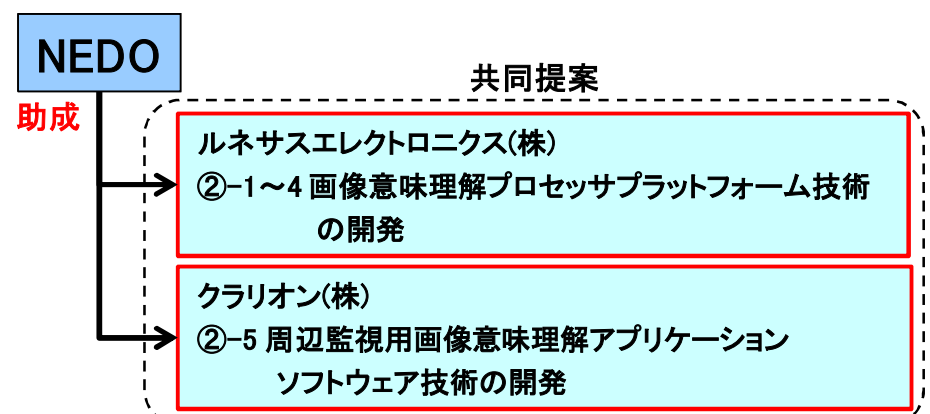 NEDO
共同提案
助成
ルネサスエレクトロニクス(株)
②-1～4 画像意味理解プロセッサプラットフォーム技術
の開発
クラリオン(株)
②-5 周辺監視用画像意味理解アプリケーション
ソフトウェア技術の開発